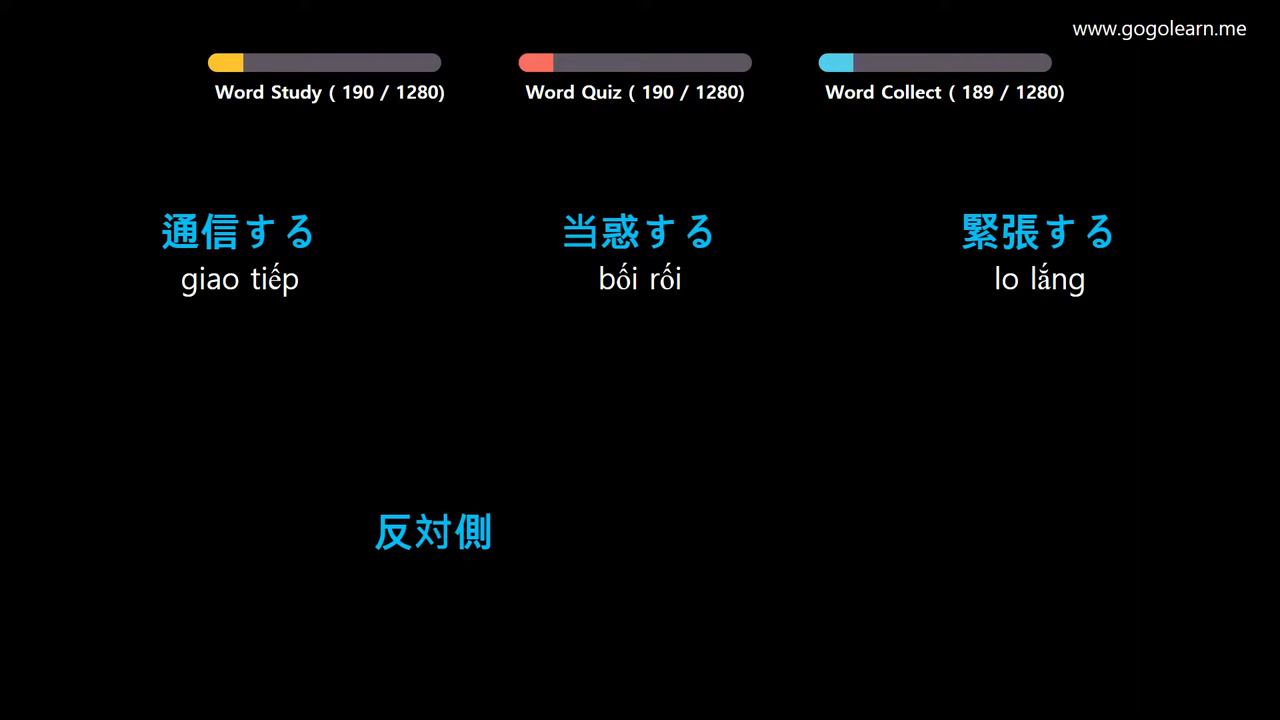 www.gogolearn.me
Word Study ( 190 / 1280)
Word Quiz ( 190 / 1280)
Word Collect ( 189 / 1280)
通信する
giao tiếp
当惑する
bối rối
緊張する
lo lắng
反対側